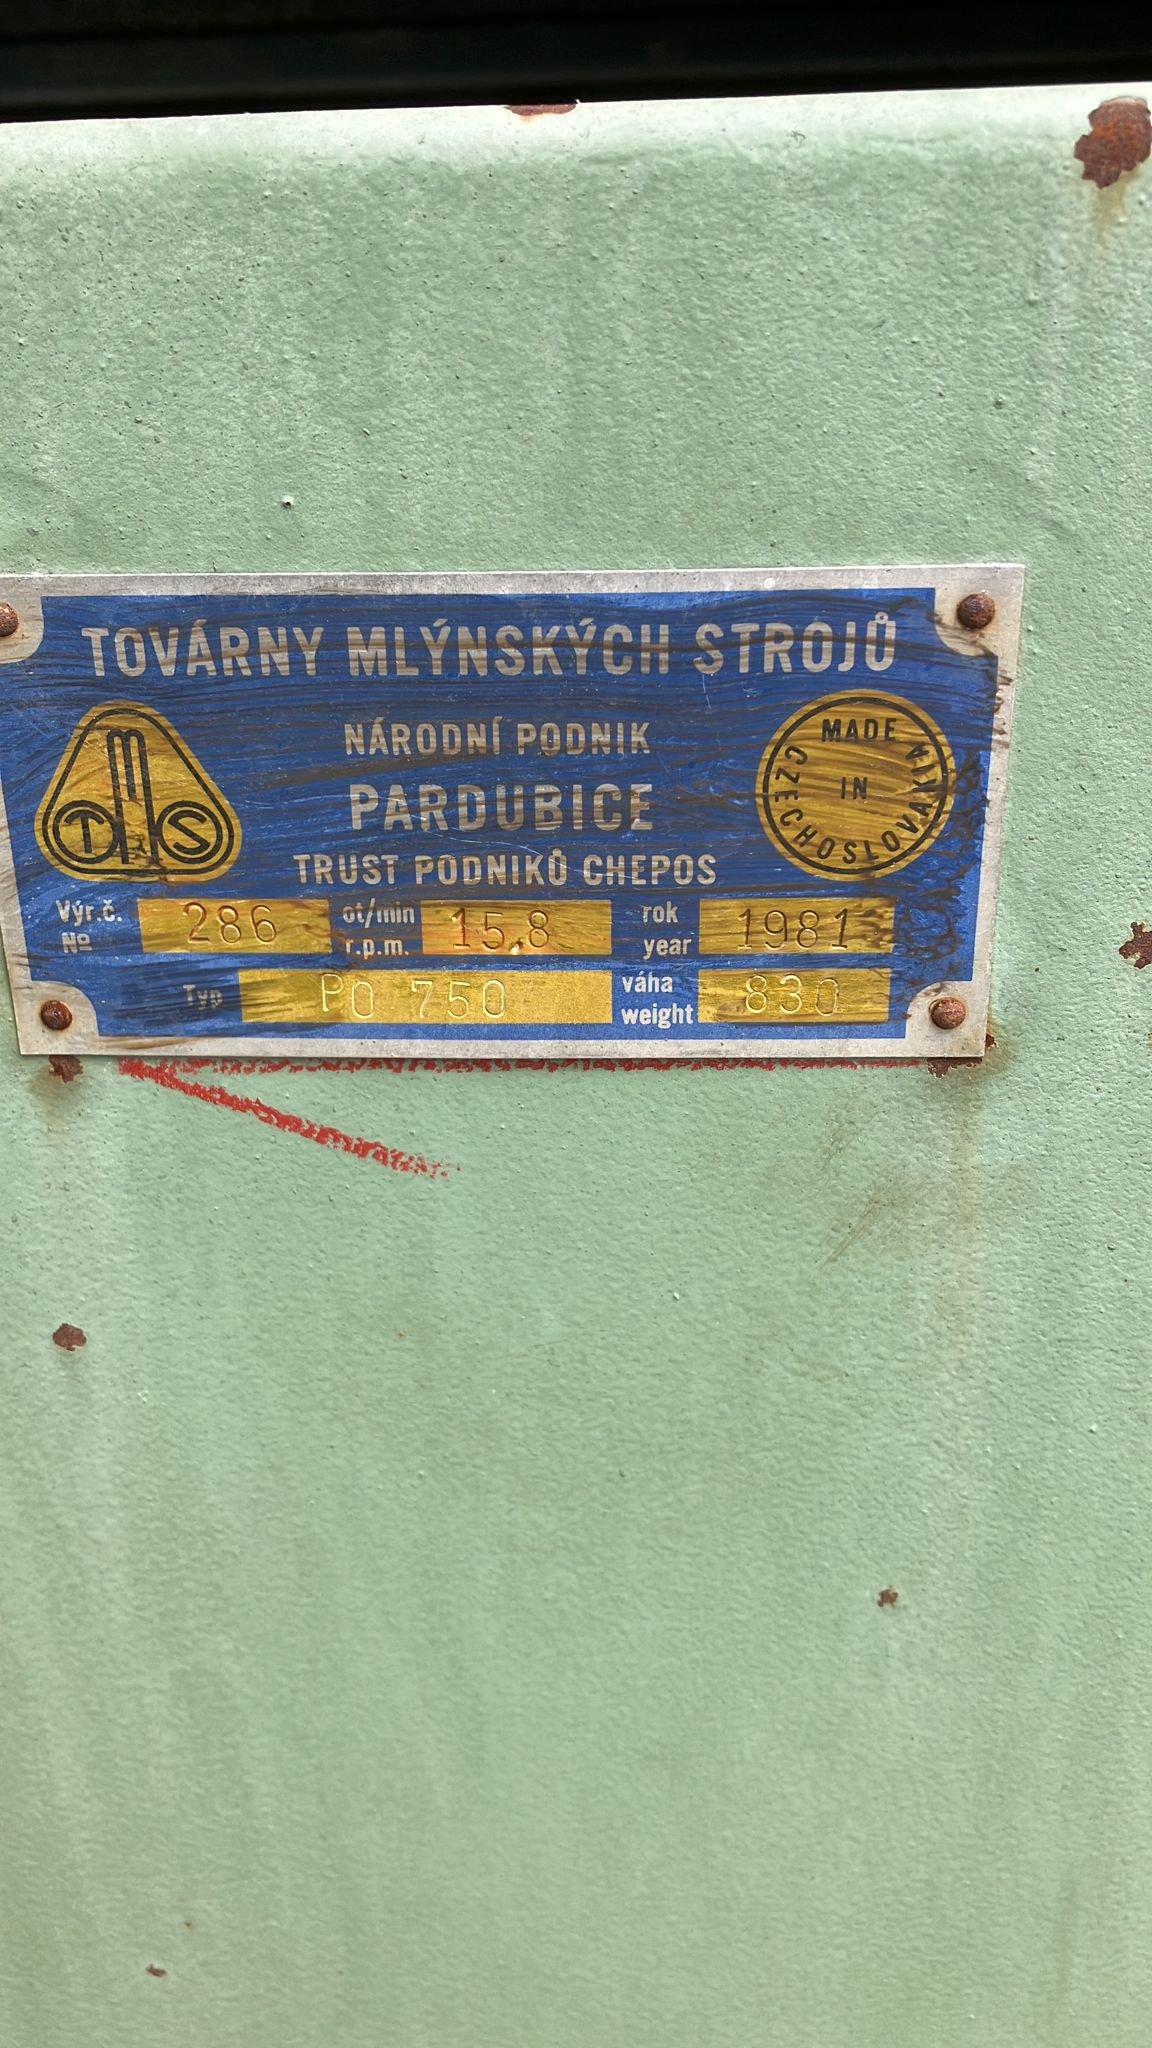 TOVÁRNY MLÝNSKÝCH STROJŮ
TMS
NÁRODNÍ PODNIK
PARDUBICE
TRUST PODNIKŮ CHEPOS
MADE
IN
CZECHOSLOVAKIA
Výr.č. Nº 286 ot/min r.p.m. 15,8 rok year 1981
Typ PO 750 váha weight 830